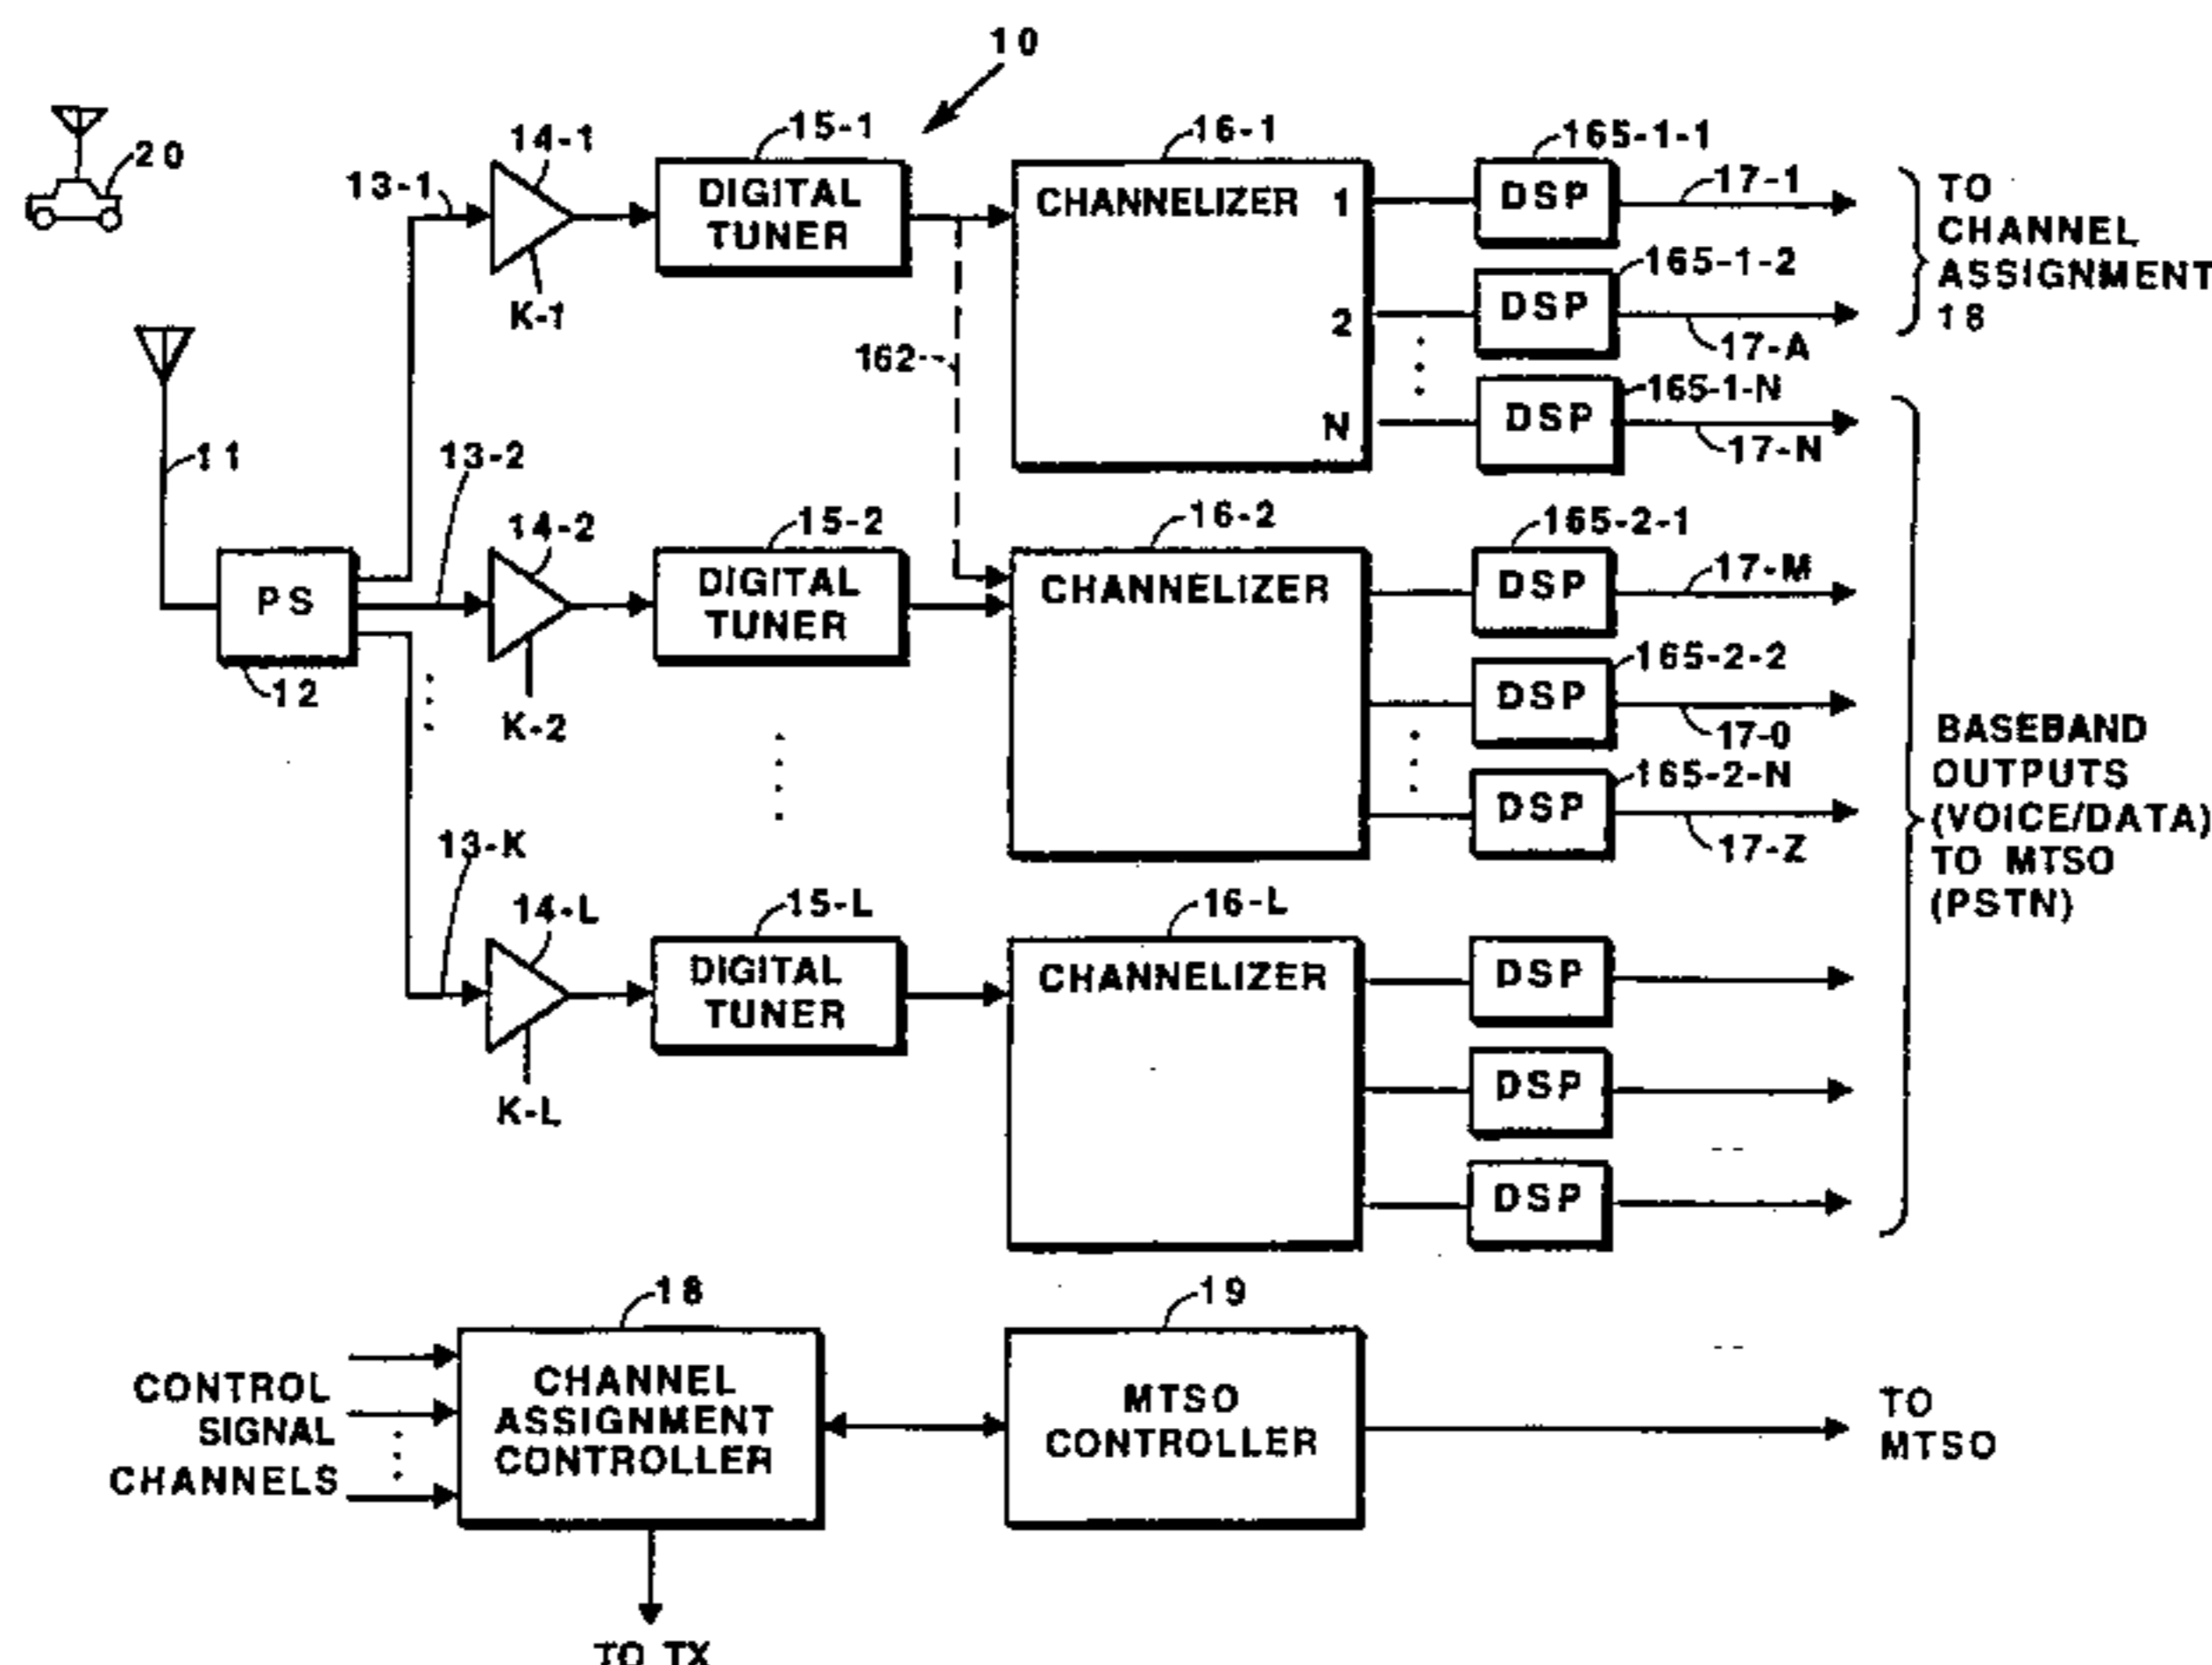 10
20
14-1
15-1
16-1
165-1-1
13-1
DIGITAL
TUNER
CHANNELIZER 1
DSP
17-1
TO
CHANNEL
ASSIGNMENT
18
K-1
2
165-1-2
DSP
17-A
162
N
165-1-N
DSP
17-N
11
13-2
14-2
15-2
16-2
165-2-1
PS
12
DIGITAL
TUNER
CHANNELIZER
DSP
17-M
K-2
165-2-2
DSP
17-0
165-2-N
DSP
17-Z
BASEBAND
OUTPUTS
(VOICE/DATA)
TO MTSO
(PSTN)
13-K
14-L
15-L
16-L
DIGITAL
TUNER
CHANNELIZER
DSP
K-L
DSP
DSP
18
19
CONTROL
SIGNAL
CHANNELS
CHANNEL
ASSIGNMENT
CONTROLLER
MTSO
CONTROLLER
TO
MTSO
TO TX